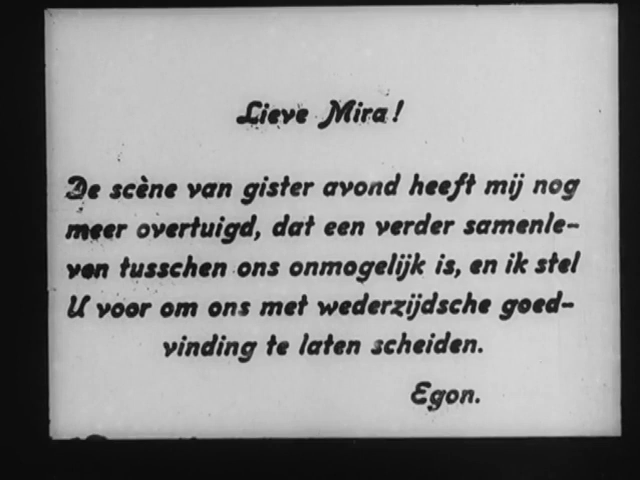 Lieve Mira!
De scène van gister avond heeft mij nog
meer overtuigd, dat een verder samenle-
ven tusschen ons onmogelijk is, en ik stel
U voor om ons met wederzijdsche goed-
vinding te laten scheiden.
Egon.